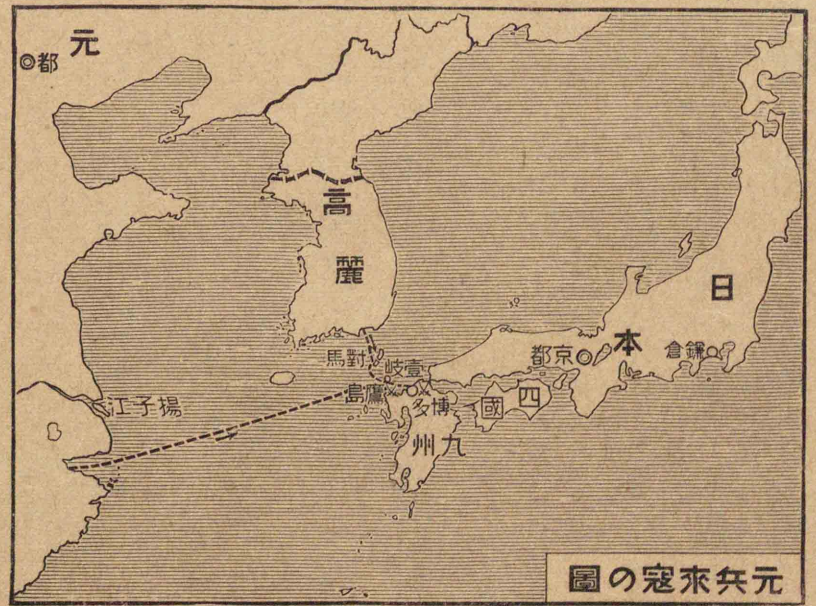 元
都
高麗
日本
鎌倉
京都
對馬
壹岐
鷹島
博多
四國
九州
揚子江
元兵來寇の圖